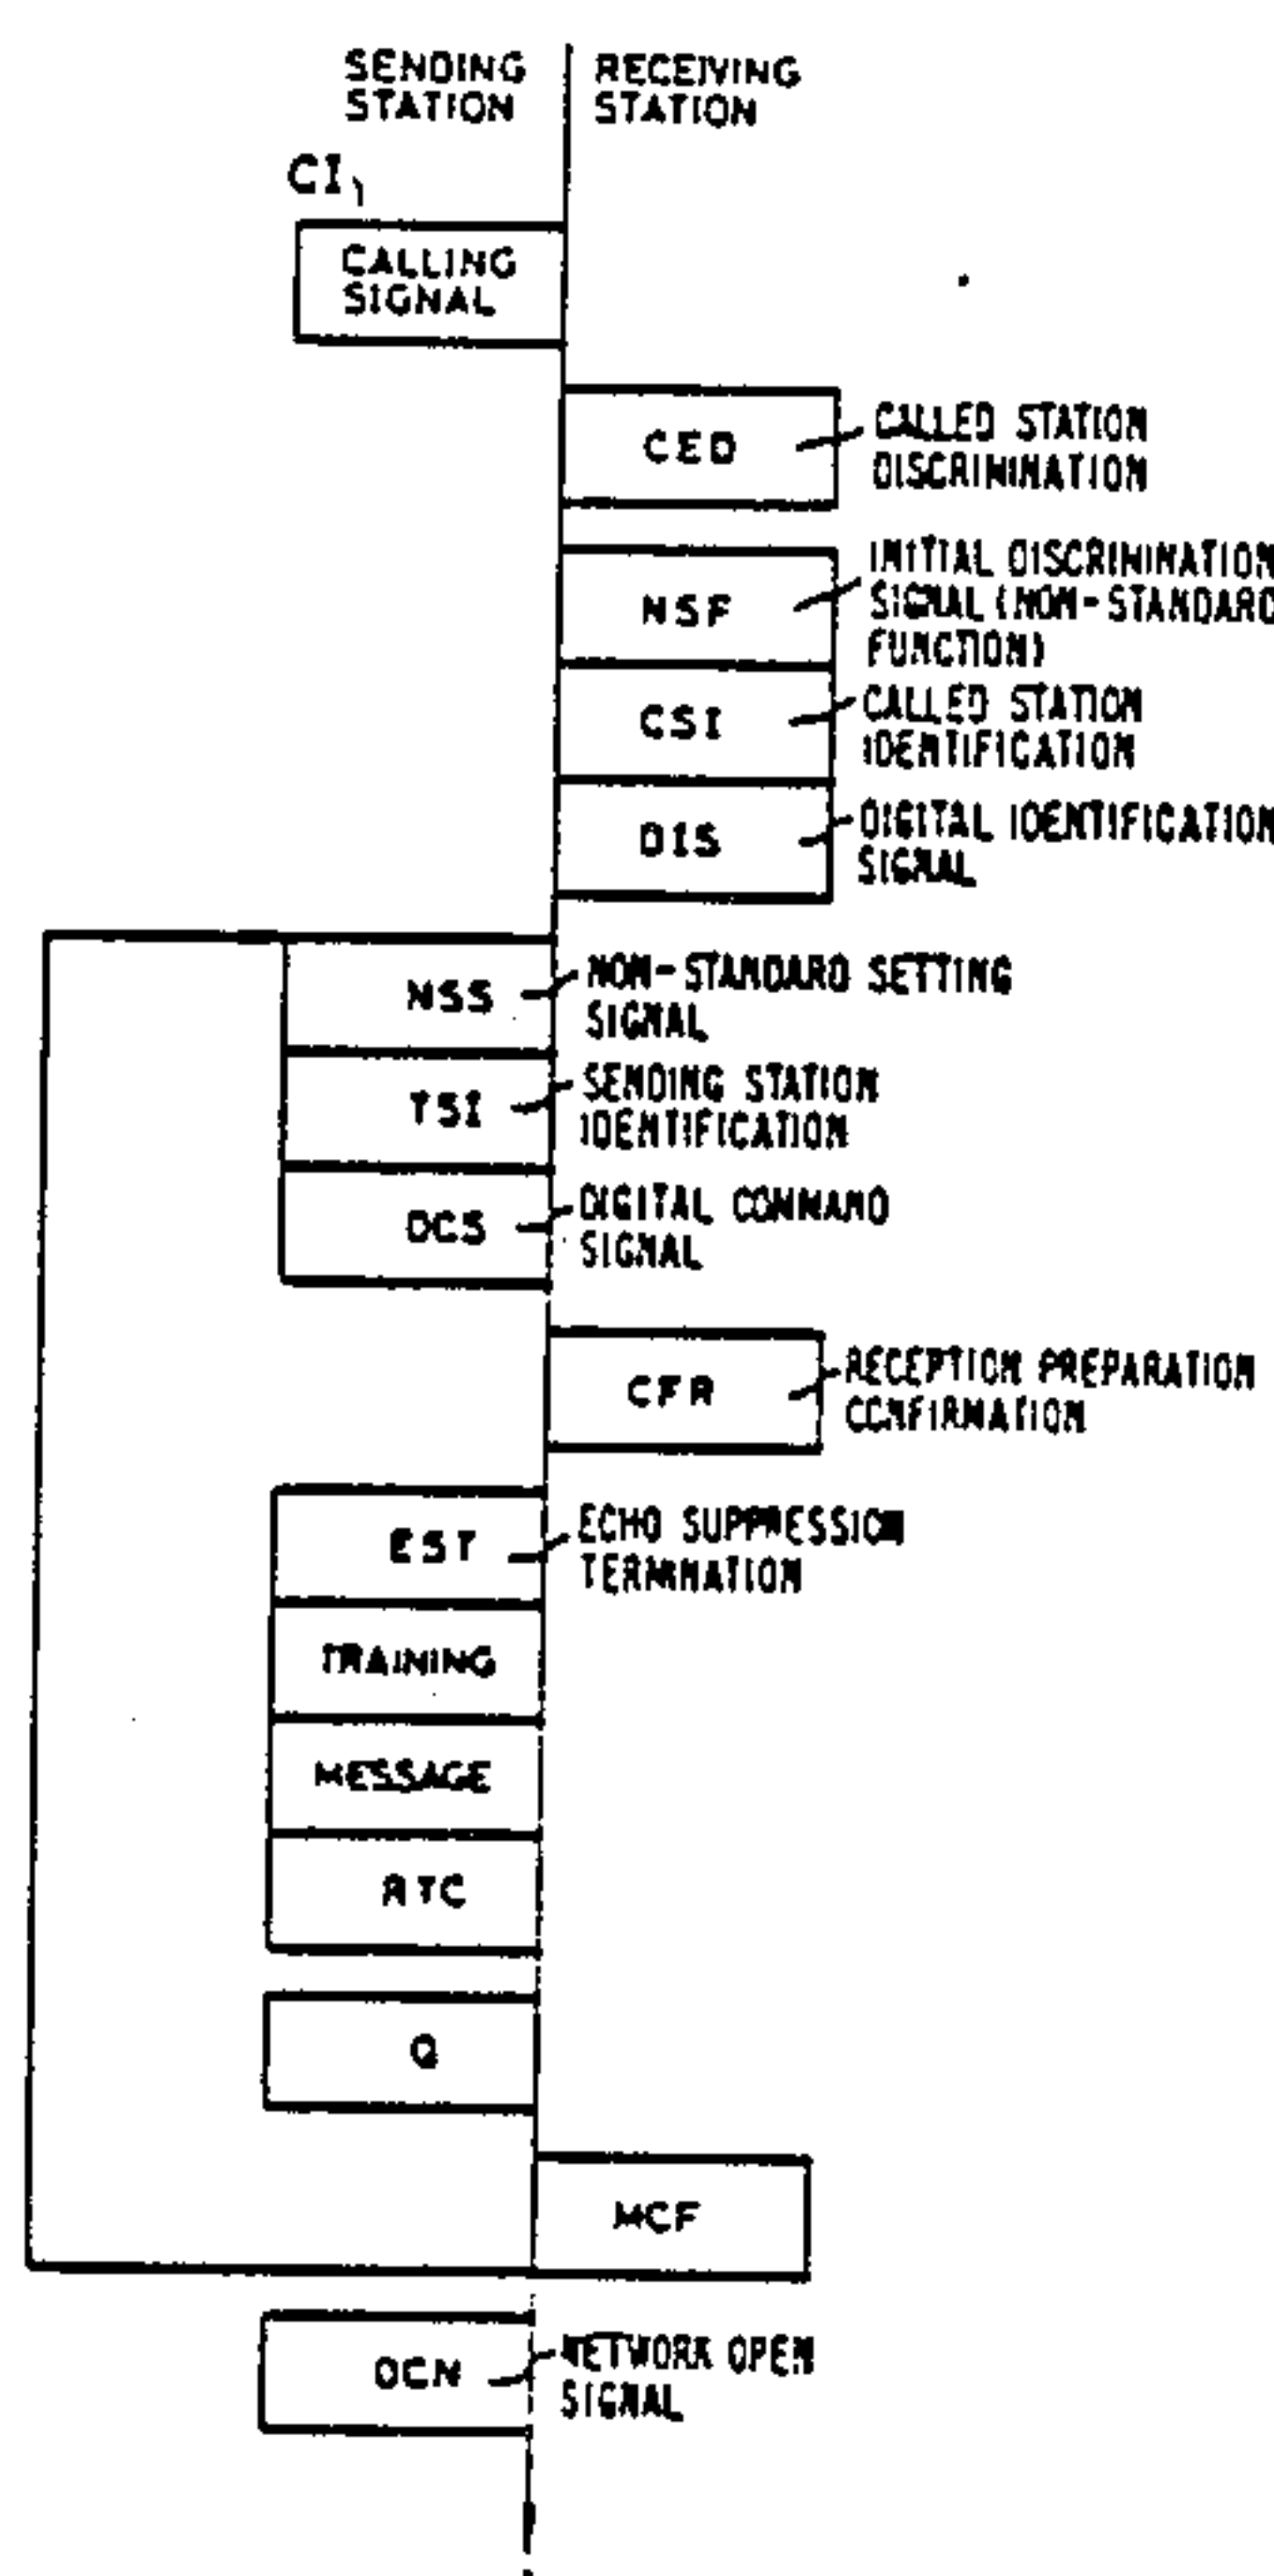 SENDING
STATION
RECEIVING
STATION
CI
CALLING
SIGNAL
CED
CALLED STATION
DISCRIMINATION
NSF
INITIAL DISCRIMINATION
SIGNAL (NON-STANDARD
FUNCTION)
CSI
CALLED STATION
IDENTIFICATION
DIS
DIGITAL IDENTIFICATION
SIGNAL
NSS
NON-STANDARD SETTING
SIGNAL
TSI
SENDING STATION
IDENTIFICATION
DCS
DIGITAL COMMAND
SIGNAL
CFR
RECEPTION PREPARATION
CONFIRMATION
EST
ECHO SUPPRESSION
TERMINATION
TRAINING
MESSAGE
RTC
Q
MCF
DCN
NETWORK OPEN
SIGNAL